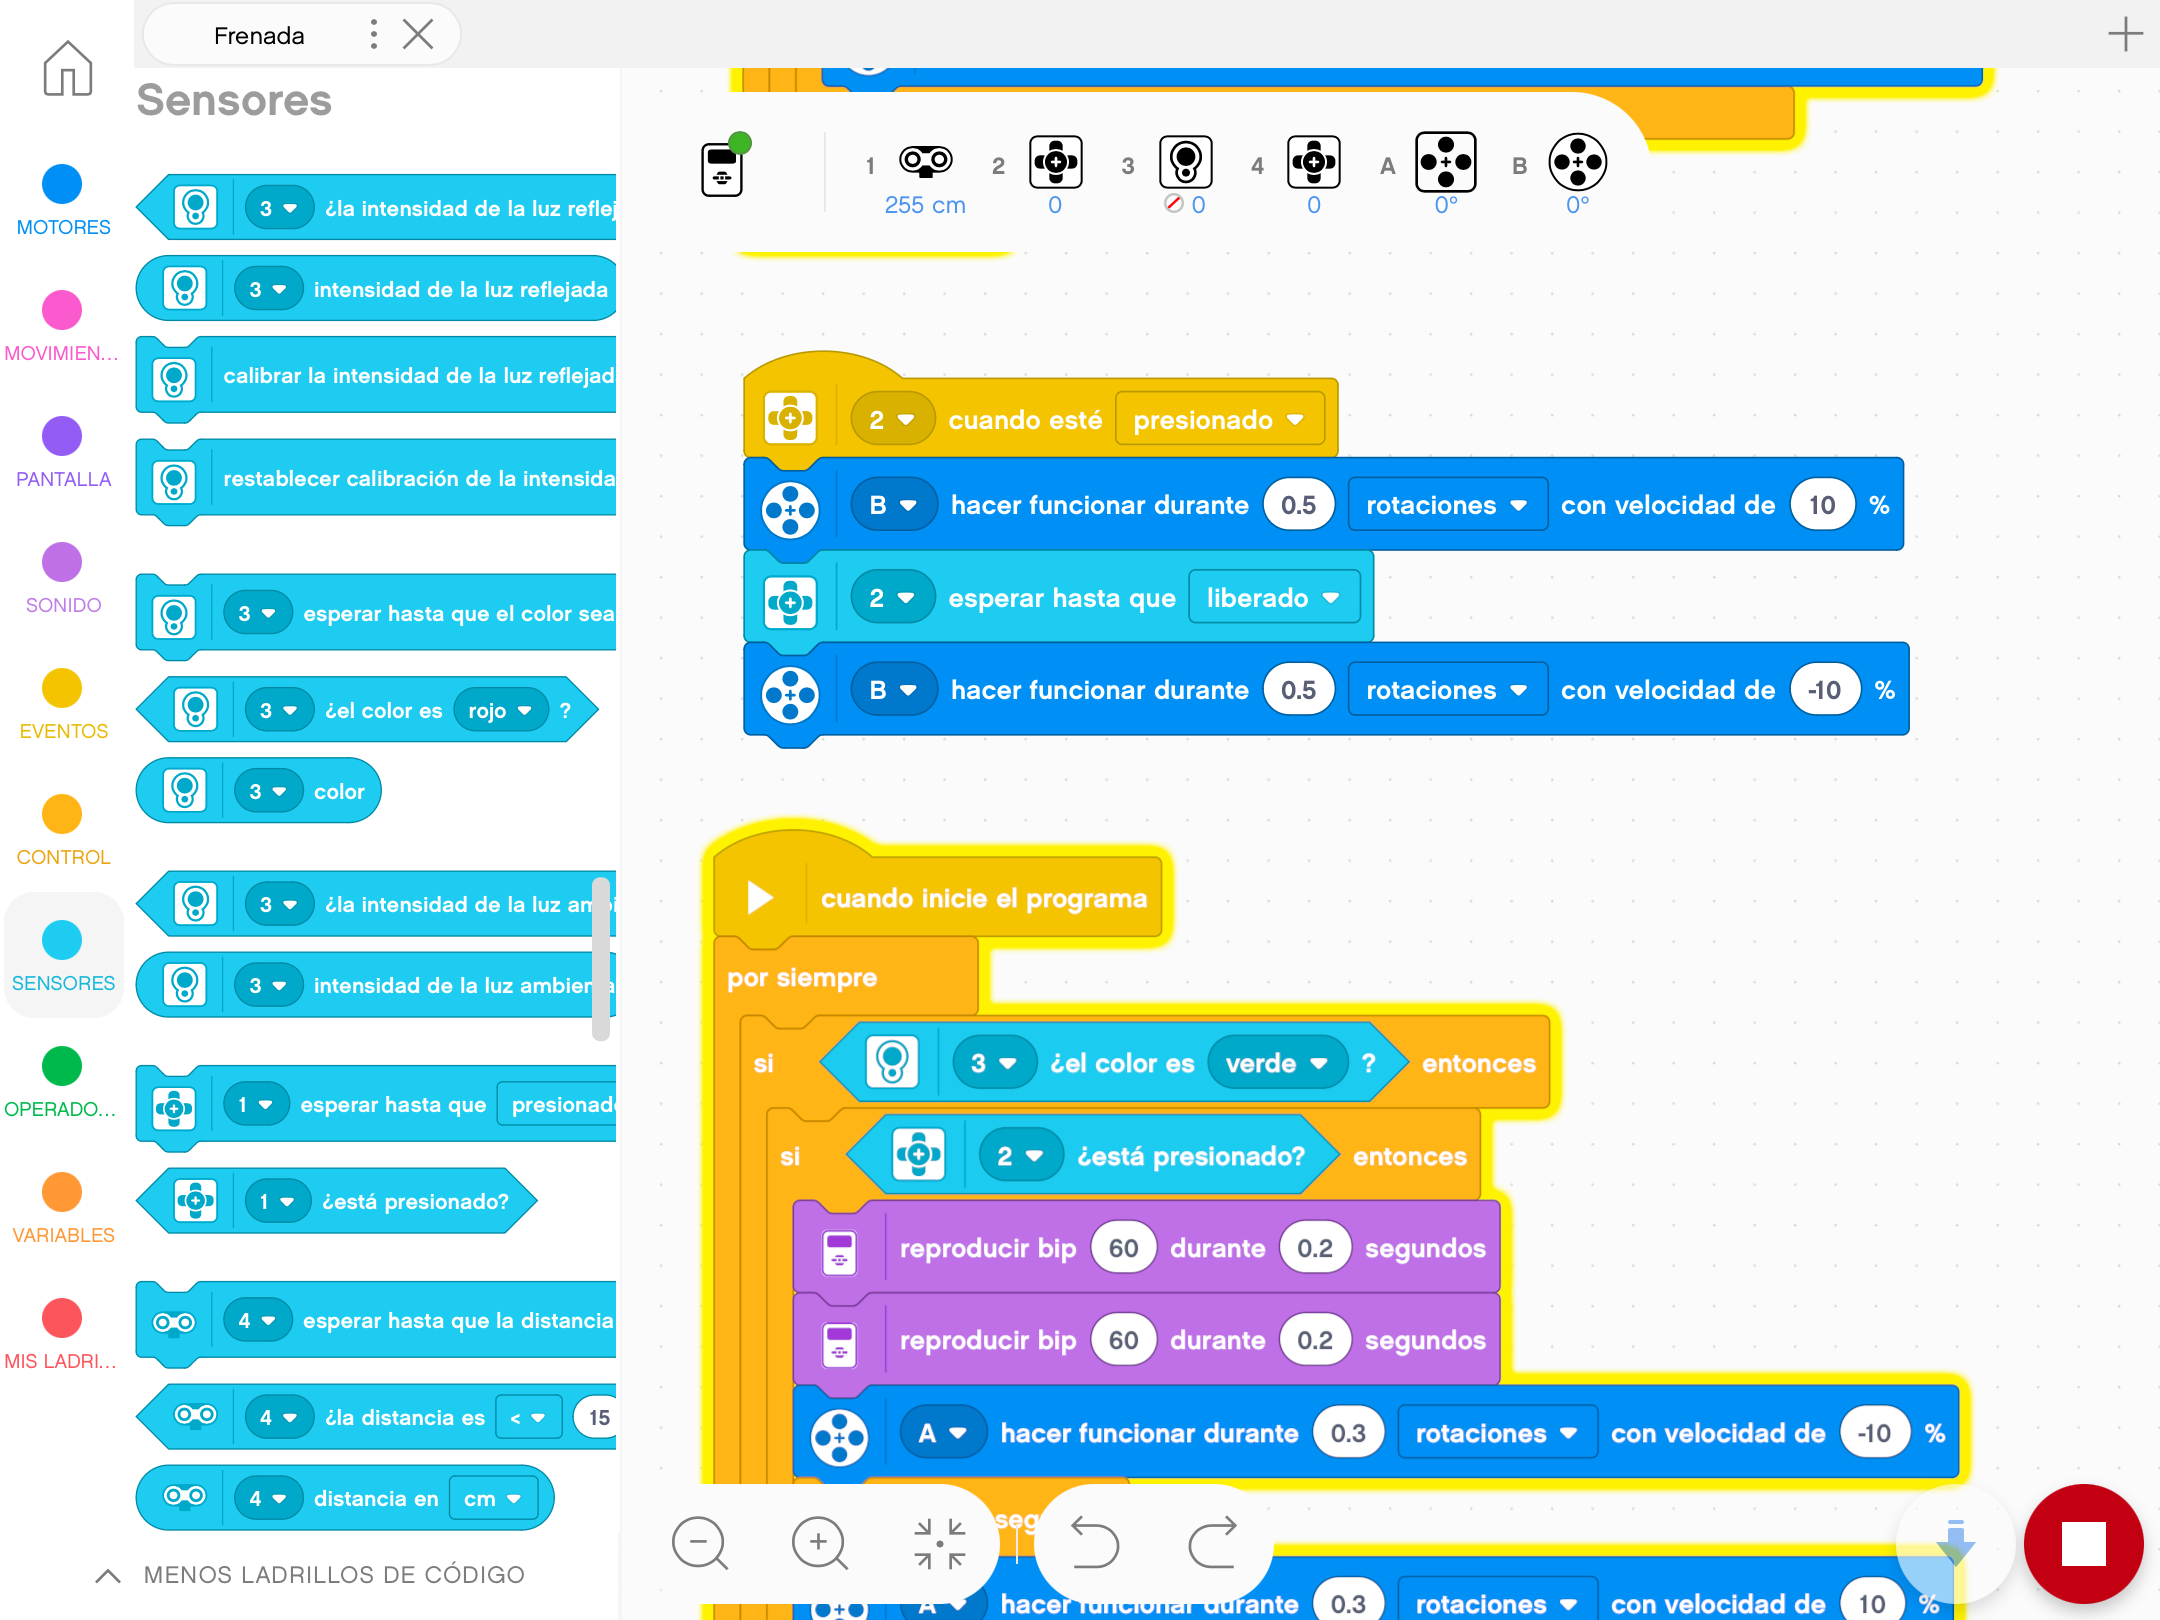 Frenada
Sensores
MOTORES
MOVIMIEN...
PANTALLA
SONIDO
EVENTOS
CONTROL
SENSORES
OPERADO...
VARIABLES
MIS LADRI...
3 ¿la intensidad de la luz reflej
3 intensidad de la luz reflejada
calibrar la intensidad de la luz reflejad
restablecer calibración de la intensida
3 esperar hasta que el color sea
3 ¿el color es rojo ?
3 color
3 ¿la intensidad de la luz am
3 intensidad de la luz ambien
1 esperar hasta que presionad
1 ¿está presionado?
4 esperar hasta que la distancia
4 ¿la distancia es < 15
4 distancia en cm
MENOS LADRILLOS DE CÓDIGO
1 2 3 4 A B
255 cm 0 0 0 0° 0°
2 cuando esté presionado
B hacer funcionar durante 0.5 rotaciones con velocidad de 10 %
2 esperar hasta que liberado
B hacer funcionar durante 0.5 rotaciones con velocidad de -10 %
cuando inicie el programa
por siempre
si 3 ¿el color es verde ? entonces
si 2 ¿está presionado? entonces
reproducir bip 60 durante 0.2 segundos
reproducir bip 60 durante 0.2 segundos
A hacer funcionar durante 0.3 rotaciones con velocidad de -10 %
seg
A hacer funcionar durante 0.3 rotaciones con velocidad de 10 %